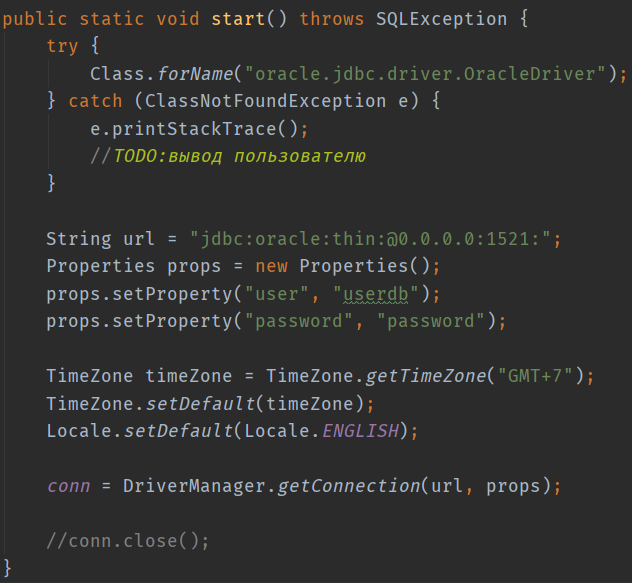 public static void start() throws SQLException {
    try {
        Class.forName("oracle.jdbc.driver.OracleDriver");
    } catch (ClassNotFoundException e) {
        e.printStackTrace();
        //TODO:вывод пользователю
    }

    String url = "jdbc:oracle:thin:@0.0.0.0:1521:";
    Properties props = new Properties();
    props.setProperty("user", "userdb");
    props.setProperty("password", "password");

    TimeZone timeZone = TimeZone.getTimeZone("GMT+7");
    TimeZone.setDefault(timeZone);
    Locale.setDefault(Locale.ENGLISH);

    conn = DriverManager.getConnection(url, props);

    //conn.close();
}